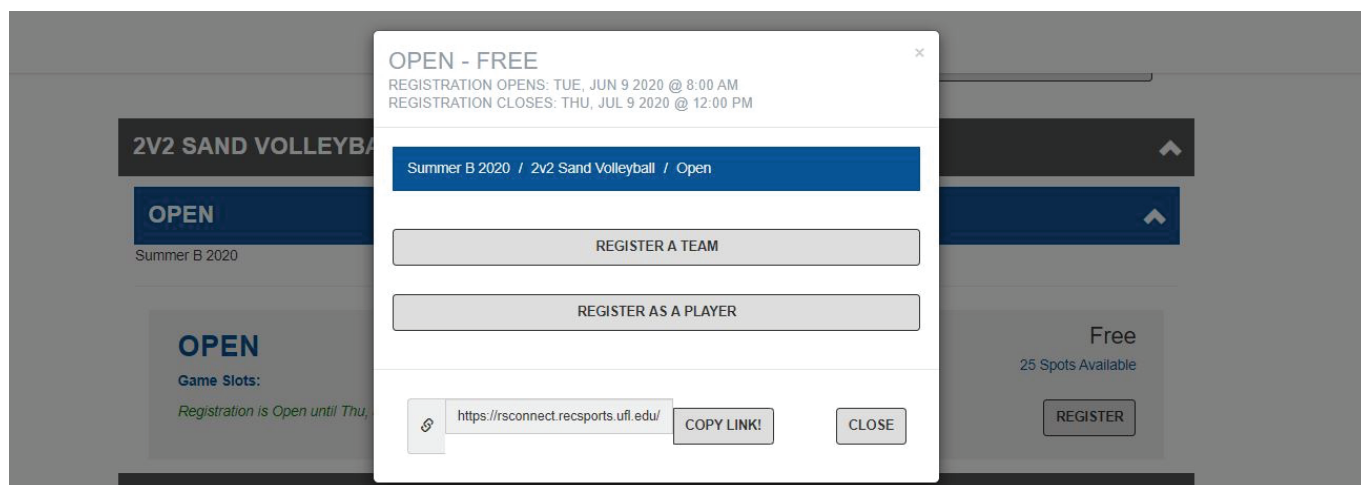 OPEN - FREE
×
REGISTRATION OPENS: TUE, JUN 9 2020 @ 8:00 AM
REGISTRATION CLOSES: THU, JUL 9 2020 @ 12:00 PM
Summer B 2020 / 2v2 Sand Volleyball / Open
REGISTER A TEAM
REGISTER AS A PLAYER
https://rsconnect.recsports.ufl.edu/
COPY LINK!
CLOSE
2V2 SAND VOLLEYBA
OPEN
Summer B 2020
OPEN
Game Slots:
Registration is Open until Thu,
Free
25 Spots Available
REGISTER